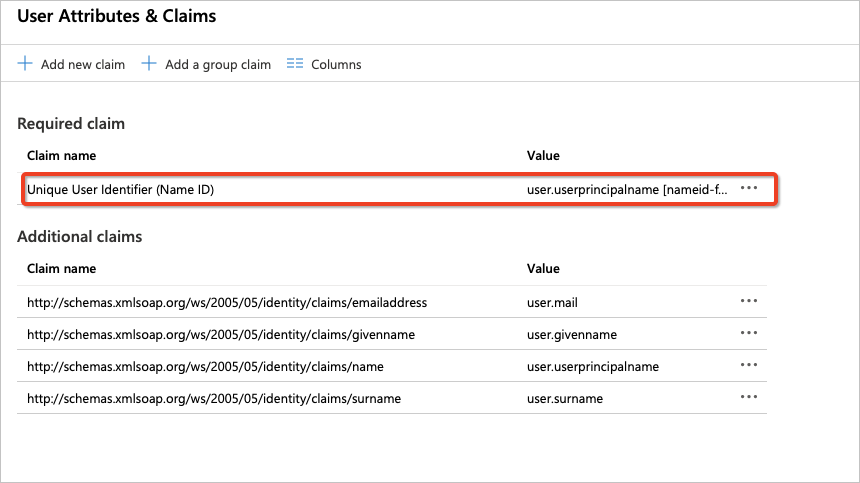 User Attributes & Claims
Add new claim Add a group claim Columns
Required claim
Claim name Value
Unique User Identifier (Name ID) user.userprincipalname [nameid-f... •••
Additional claims
Claim name Value
http://schemas.xmlsoap.org/ws/2005/05/identity/claims/emailaddress user.mail •••
http://schemas.xmlsoap.org/ws/2005/05/identity/claims/givenname user.givenname •••
http://schemas.xmlsoap.org/ws/2005/05/identity/claims/name user.userprincipalname •••
http://schemas.xmlsoap.org/ws/2005/05/identity/claims/surname user.surname •••